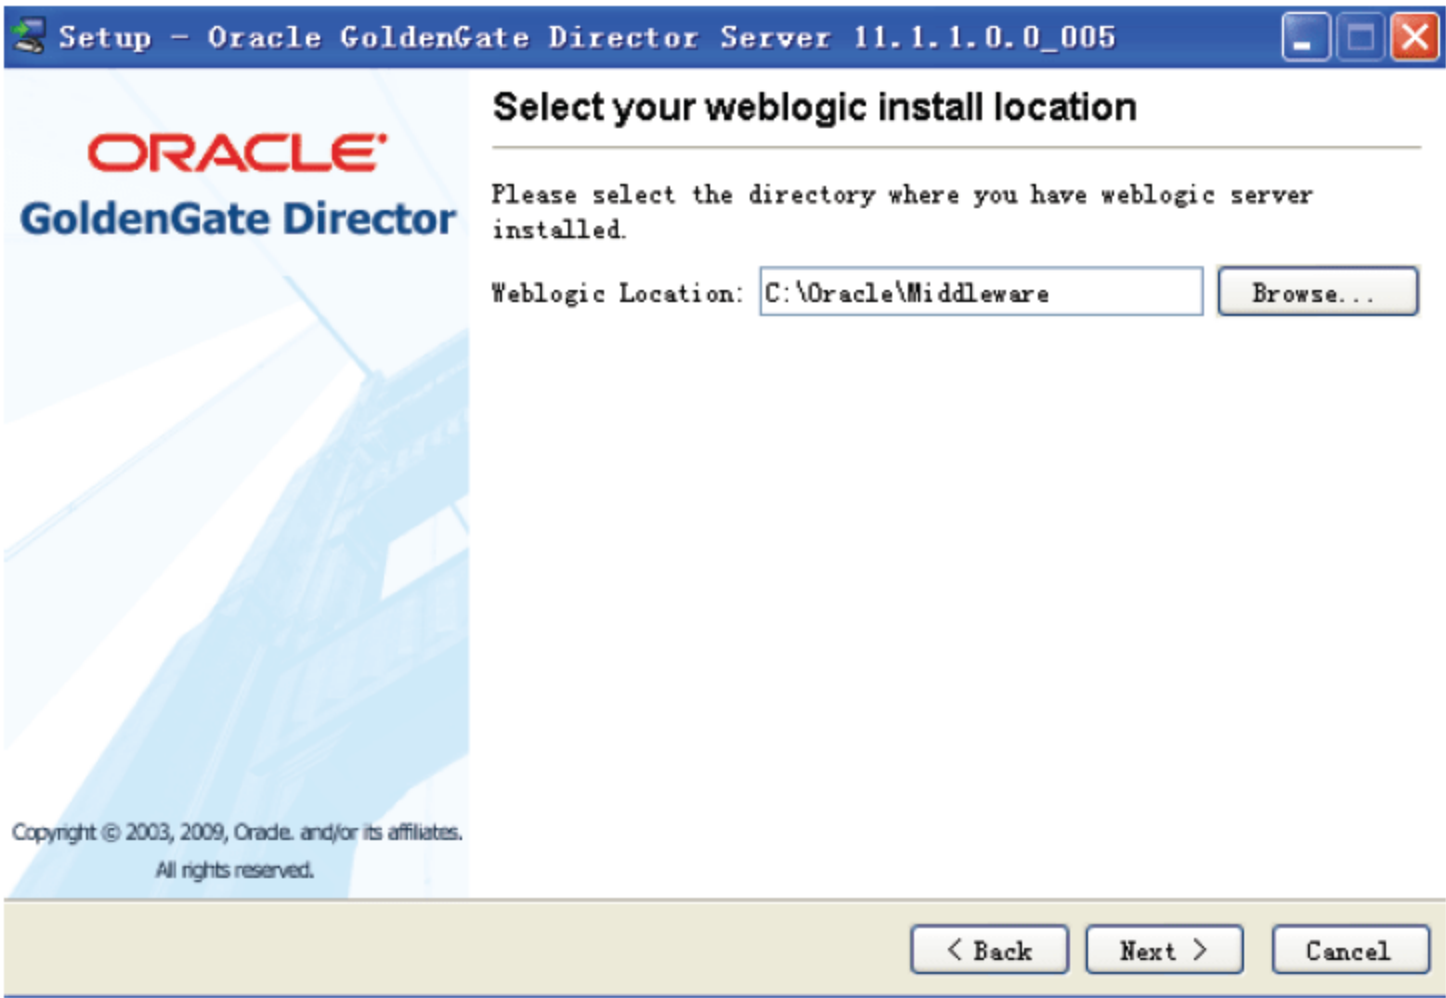 Setup - Oracle GoldenGate Director Server 11.1.1.0.0_005
ORACLE
GoldenGate Director
Select your weblogic install location
Please select the directory where you have weblogic server
installed.
Weblogic Location: C:\Oracle\Middleware Browse...
Copyright © 2003, 2009, Oracle. and/or its affiliates.
All rights reserved.
< Back Next > Cancel